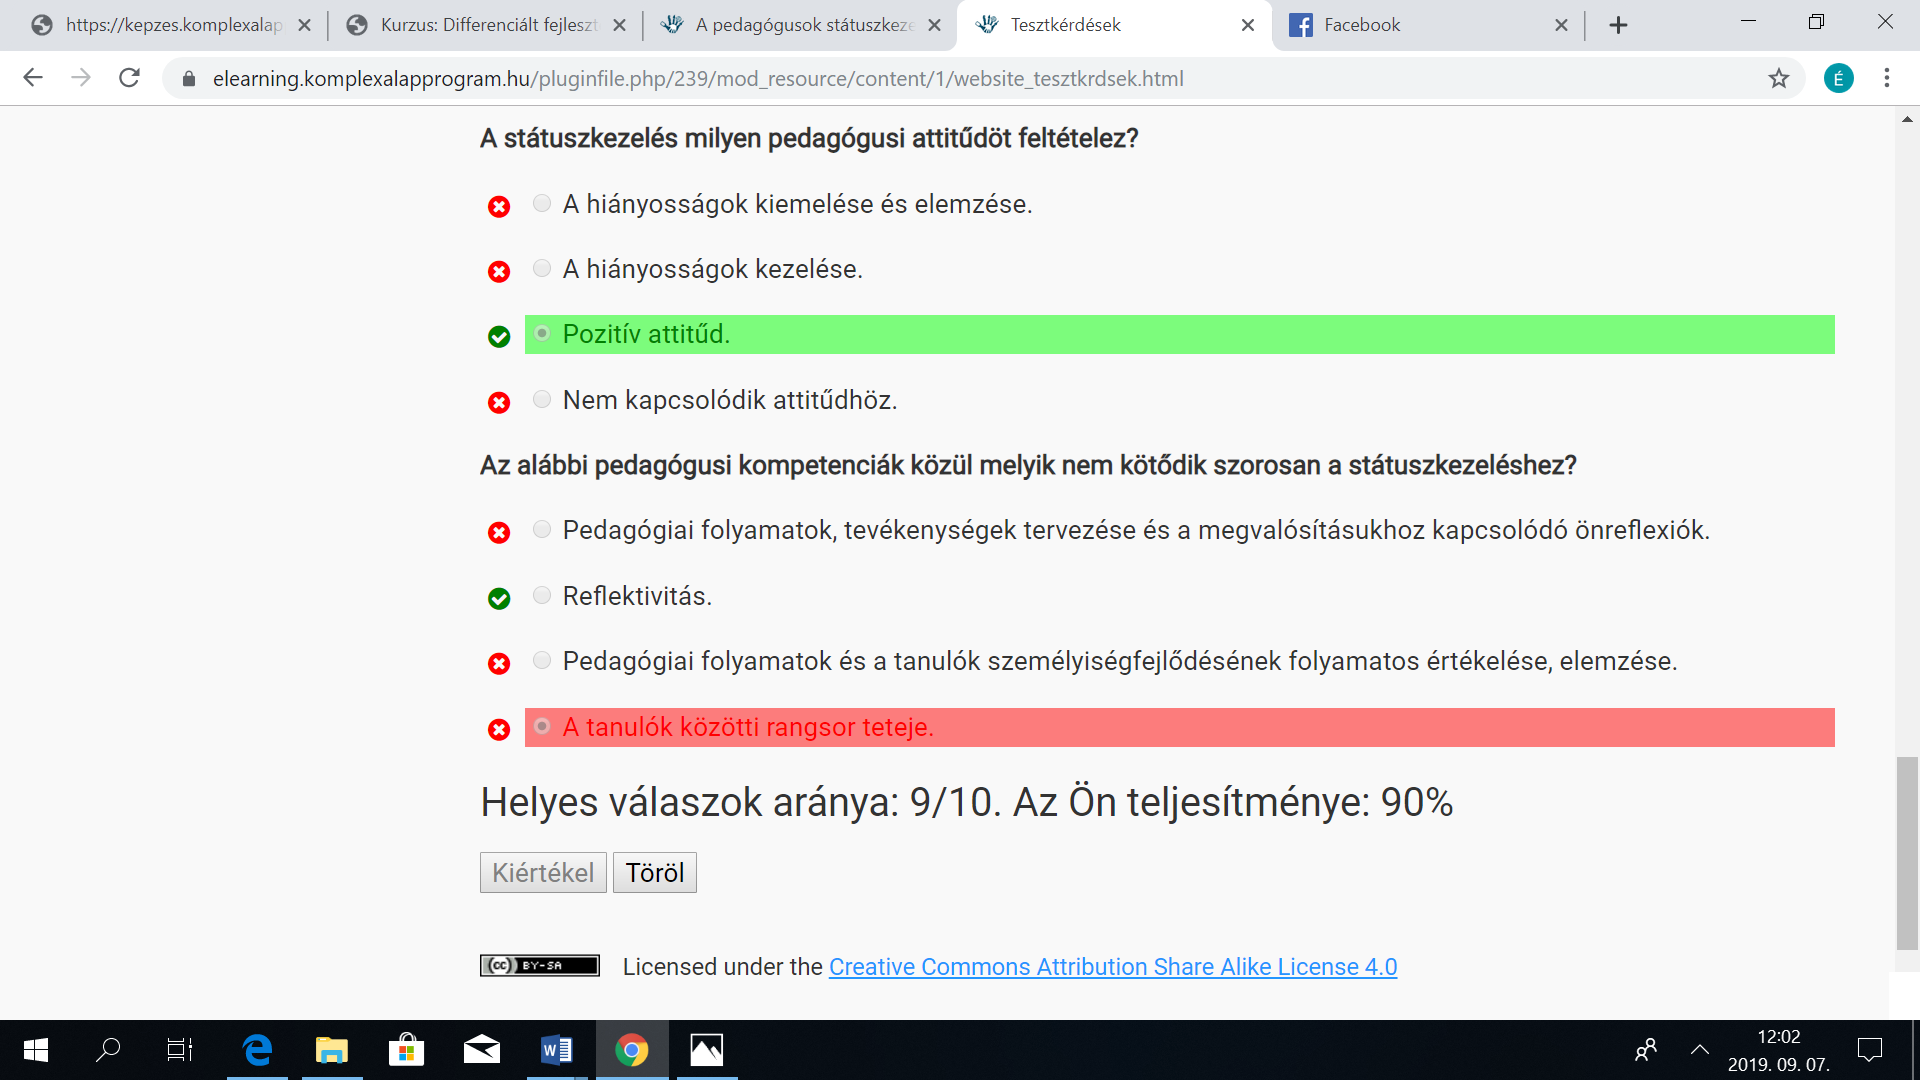 https://kepzes.komplexalap
Kurzus: Differenciált fejleszt
A pedagógusok státuszkeze
Tesztkérdések
Facebook
elearning.komplexalapprogram.hu/pluginfile.php/239/mod_resource/content/1/website_tesztkrdsek.html
É
A státuszkezelés milyen pedagógusi attitűdöt feltételez?
A hiányosságok kiemelése és elemzése.
A hiányosságok kezelése.
Pozitív attitűd.
Nem kapcsolódik attitűdhöz.
Az alábbi pedagógusi kompetenciák közül melyik nem kötődik szorosan a státuszkezeléshez?
Pedagógiai folyamatok, tevékenységek tervezése és a megvalósításukhoz kapcsolódó önreflexiók.
Reflektivitás.
Pedagógiai folyamatok és a tanulók személyiségfejlődésének folyamatos értékelése, elemzése.
A tanulók közötti rangsor teteje.
Helyes válaszok aránya: 9/10. Az Ön teljesítménye: 90%
Kiértékel Töröl
(cc) BY-SA Licensed under the Creative Commons Attribution Share Alike License 4.0
12:02
2019. 09. 07.